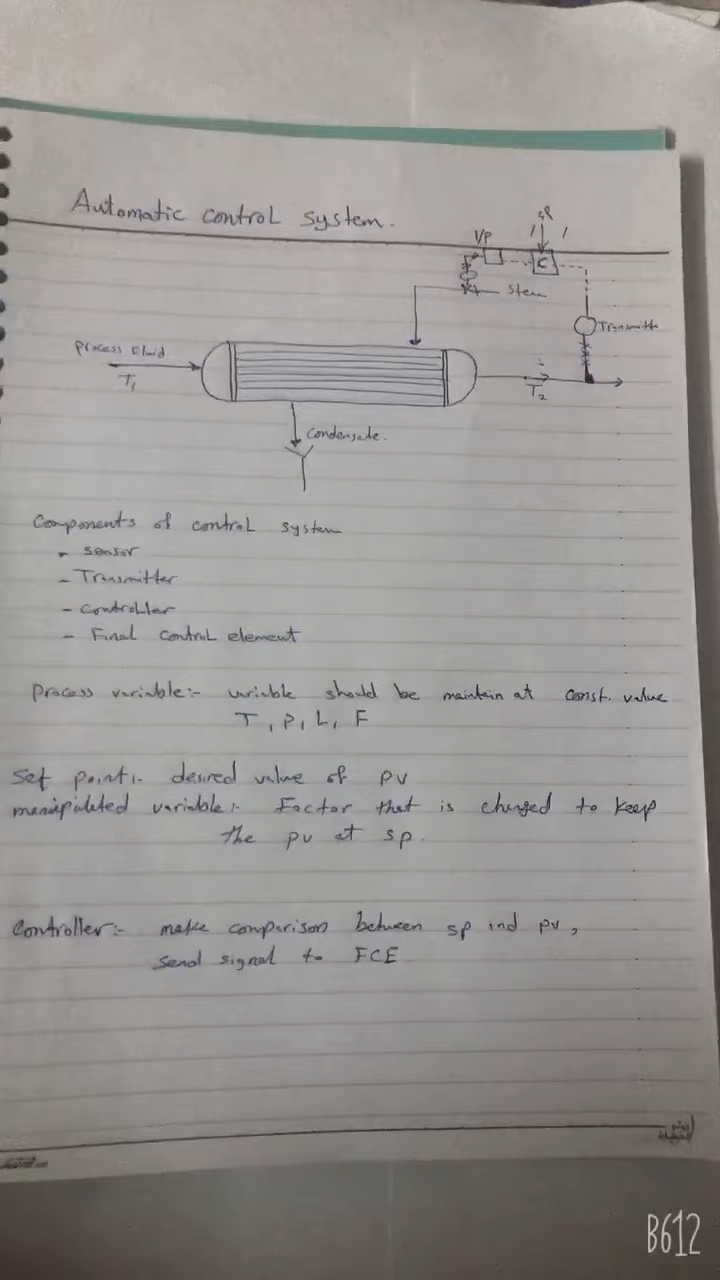 Automatic control system.
SP
I/P
C
steam
Transmitte
Process Fluid
T1
T2
Condensate.
Components of control system
- sensor
- Transmitter
- Controller
- Final control element
Process variable:- variable should be maintain at const. value
T, P, L, F
Set point:- desired value of PV
manipulated variable:- Factor that is changed to keep
the pv at sp.
Controller:- make comparison between sp and pv,
send signal to FCE
B612